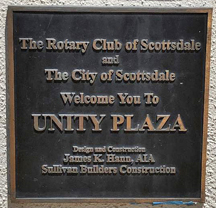 The Rotary Club of Scottsdale
and
The City of Scottsdale
Welcome You To
UNITY PLAZA
Design and Construction
James K. Hann, AIA
Sullivan Builders Construction